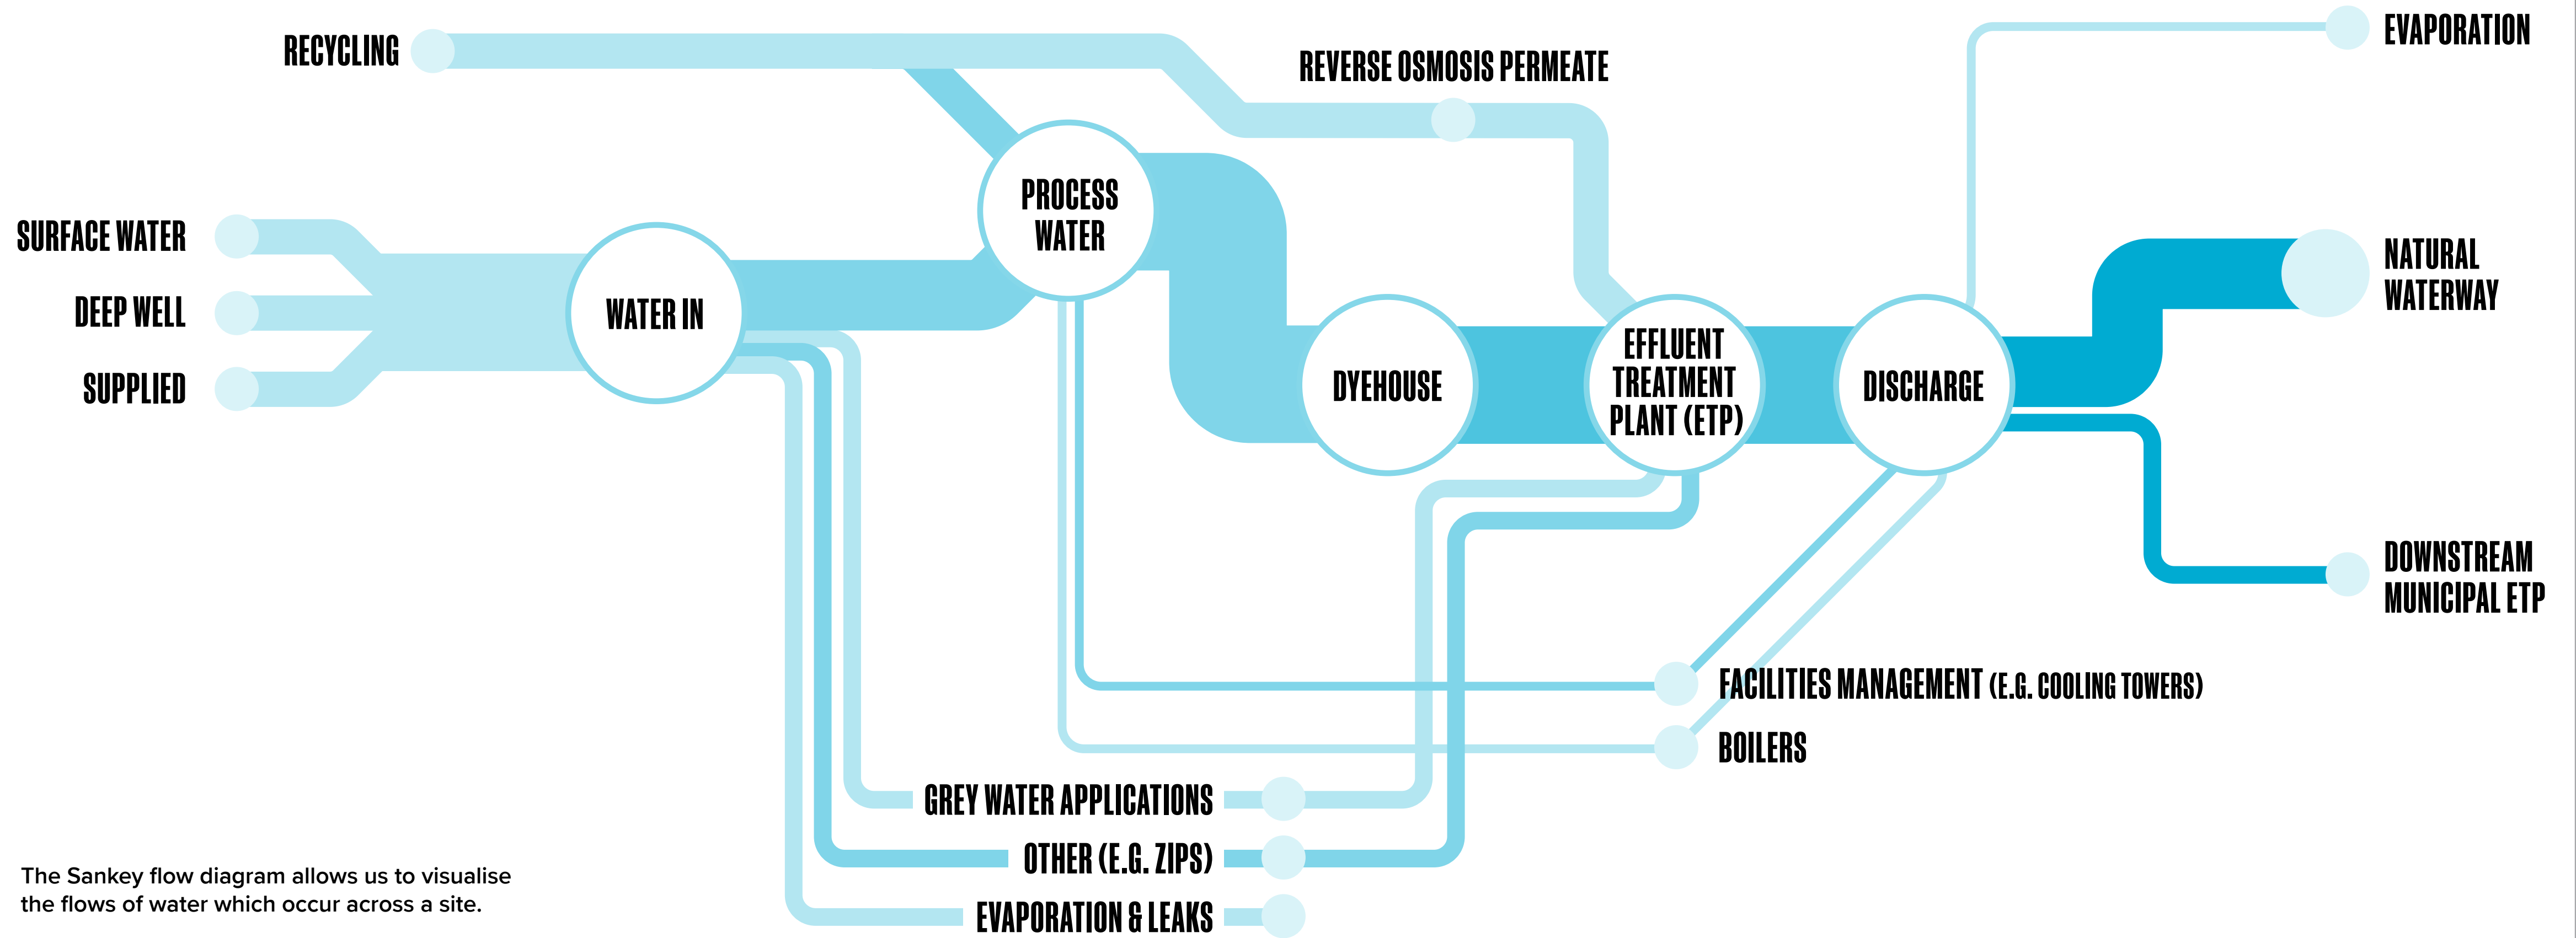 RECYCLING
REVERSE OSMOSIS PERMEATE
EVAPORATION
SURFACE WATER
DEEP WELL
SUPPLIED
WATER IN
PROCESS
WATER
DYEHOUSE
EFFLUENT
TREATMENT
PLANT (ETP)
DISCHARGE
NATURAL
WATERWAY
DOWNSTREAM
MUNICIPAL ETP
FACILITIES MANAGEMENT (E.G. COOLING TOWERS)
BOILERS
GREY WATER APPLICATIONS
OTHER (E.G. ZIPS)
EVAPORATION & LEAKS
The Sankey flow diagram allows us to visualise
the flows of water which occur across a site.